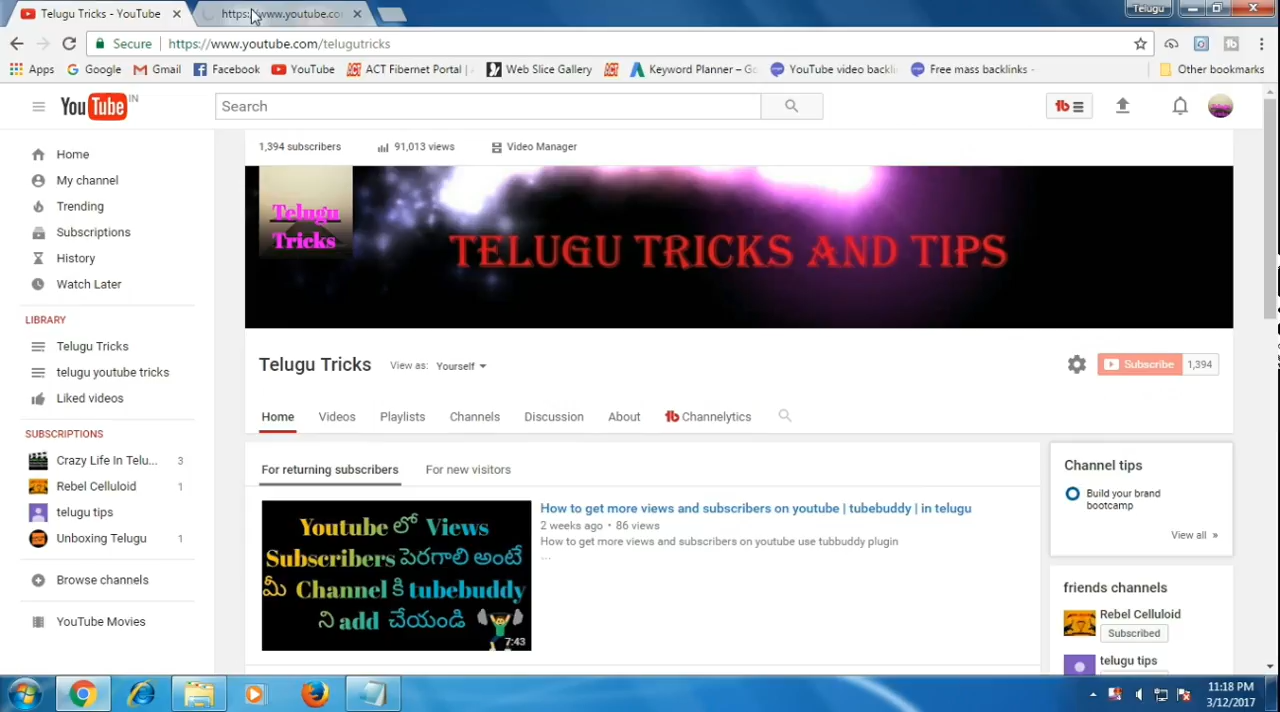 Telugu Tricks - YouTube
https://www.youtube.co
Telugu
Secure
https://www.youtube.com/telugutricks
Apps
Google
Gmail
Facebook
YouTube
ACT Fibernet Portal
Web Slice Gallery
Keyword Planner – Go
YouTube video backli
Free mass backlinks -
Other bookmarks
YouTube IN
Search
tb
1,394 subscribers
91,013 views
Video Manager
Telugu
Tricks
TELUGU TRICKS AND TIPS
Home
My channel
Trending
Subscriptions
History
Watch Later
LIBRARY
Telugu Tricks
telugu youtube tricks
Liked videos
SUBSCRIPTIONS
Crazy Life In Telu... 3
Rebel Celluloid 1
telugu tips
Unboxing Telugu 1
Browse channels
YouTube Movies
Telugu Tricks
View as: Yourself
Subscribe 1,394
Home Videos Playlists Channels Discussion About tb Channelytics
For returning subscribers For new visitors
Youtube లో Views
Subscribers పెరగాలి అంటే
మీ Channel కి tubebuddy
ని add చేయండి
7:43
How to get more views and subscribers on youtube | tubebuddy | in telugu
2 weeks ago • 86 views
How to get more views and subscribers on youtube use tubbuddy plugin
...
Channel tips
Build your brand
bootcamp
View all »
friends channels
Rebel Celluloid
Subscribed
telugu tips
11:18 PM
3/12/2017